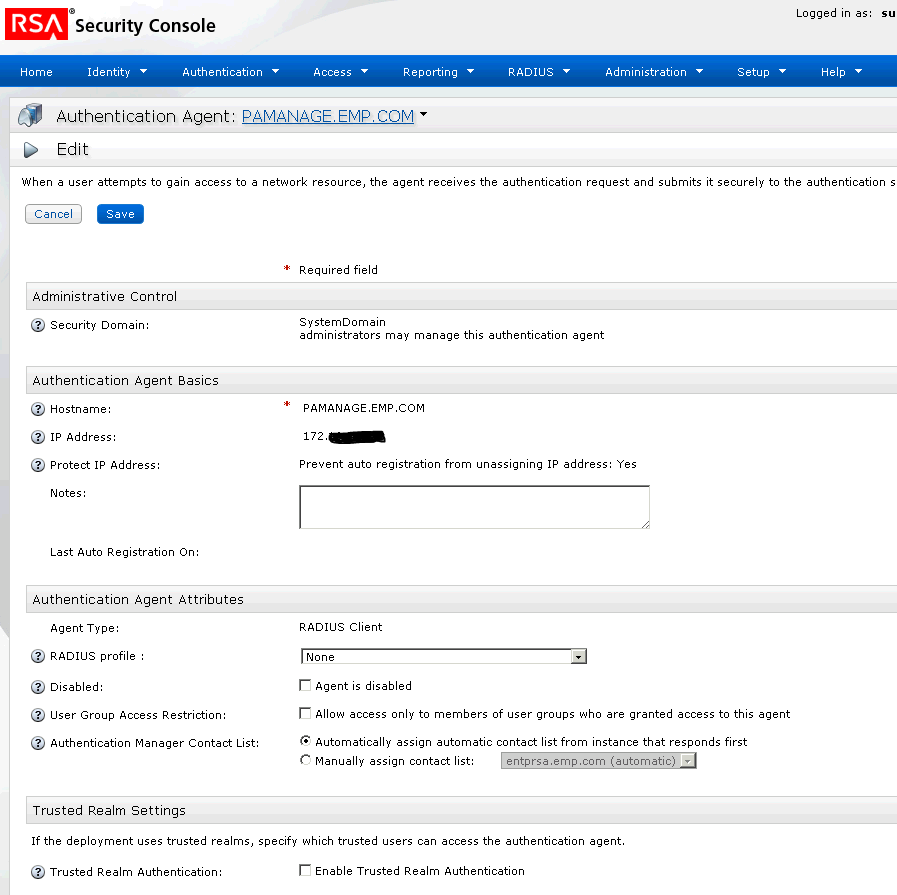 RSA® Security Console
Logged in as: su
Home Identity Authentication Access Reporting RADIUS Administration Setup Help
Authentication Agent: PAMANAGE.EMP.COM
Edit
When a user attempts to gain access to a network resource, the agent receives the authentication request and submits it securely to the authentication s
Cancel Save
* Required field
Administrative Control
? Security Domain: SystemDomain
administrators may manage this authentication agent
Authentication Agent Basics
? Hostname: * PAMANAGE.EMP.COM
? IP Address: 172.
? Protect IP Address: Prevent auto registration from unassigning IP address: Yes
Notes:
Last Auto Registration On:
Authentication Agent Attributes
Agent Type: RADIUS Client
? RADIUS profile : None
? Disabled: Agent is disabled
? User Group Access Restriction: Allow access only to members of user groups who are granted access to this agent
? Authentication Manager Contact List: Automatically assign automatic contact list from instance that responds first
Manually assign contact list: entprsa.emp.com (automatic)
Trusted Realm Settings
If the deployment uses trusted realms, specify which trusted users can access the authentication agent.
? Trusted Realm Authentication: Enable Trusted Realm Authentication